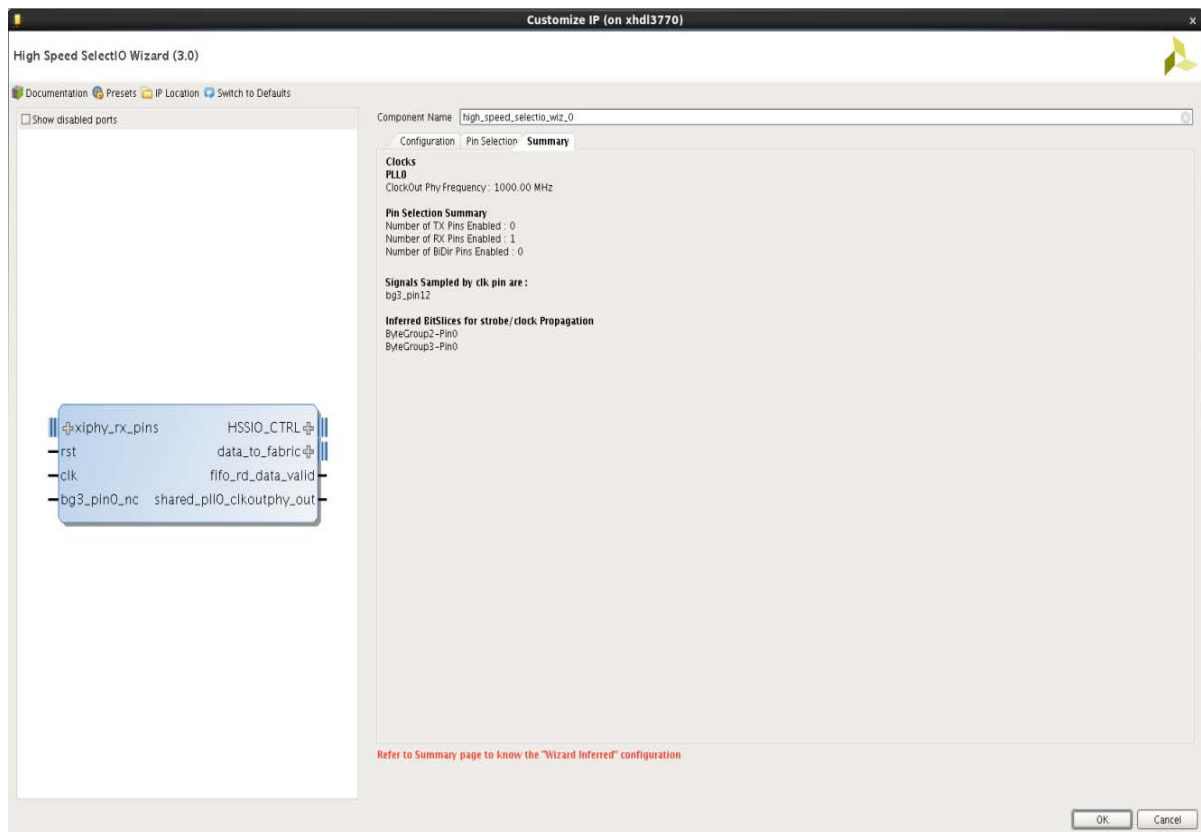 Customize IP (on xhdl3770)
x
High Speed SelectIO Wizard (3.0)
Documentation Presets IP Location Switch to Defaults
Show disabled ports
xiphy_rx_pins HSSIO_CTRL
rst data_to_fabric
clk fifo_rd_data_valid
bg3_pin0_nc shared_pll0_clkoutphy_out
Component Name high_speed_selectio_wiz_0
Configuration Pin Selection Summary
Clocks
PLL0
ClockOut Phy Frequency : 1000.00 MHz
Pin Selection Summary
Number of TX Pins Enabled : 0
Number of RX Pins Enabled : 1
Number of BiDir Pins Enabled : 0
Signals Sampled by clk pin are :
bg3_pin12
Inferred BitSlices for strobe/clock Propagation
ByteGroup2-Pin0
ByteGroup3-Pin0
Refer to Summary page to know the "Wizard Inferred" configuration
OK Cancel